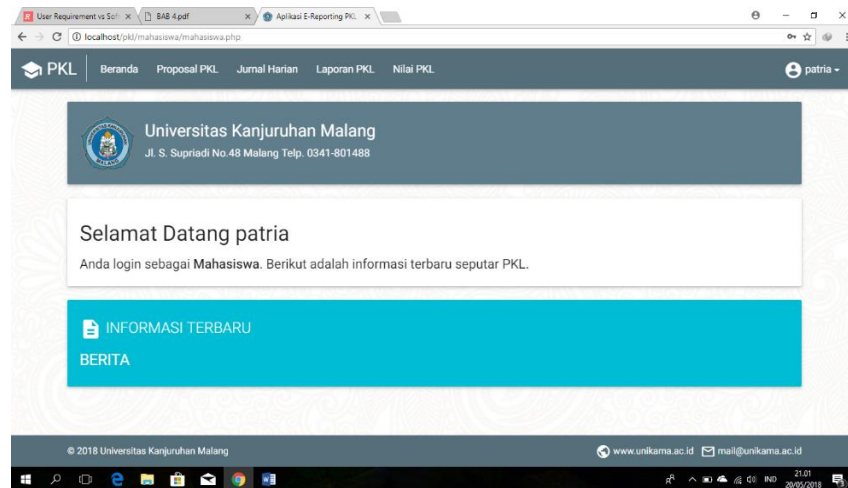 User Requirement vs Sof
BAB 4.pdf
Aplikasi E-Reporting PKL
localhost/pkl/mahasiswa/mahasiswa.php
PKL
Beranda
Proposal PKL
Jurnal Harian
Laporan PKL
Nilai PKL
patria
Universitas Kanjuruhan Malang
Jl. S. Supriadi No.48 Malang Telp. 0341-801488
Selamat Datang patria
Anda login sebagai Mahasiswa. Berikut adalah informasi terbaru seputar PKL.
INFORMASI TERBARU
BERITA
© 2018 Universitas Kanjuruhan Malang
www.unikama.ac.id
mail@unikama.ac.id
IND
21.01
20/05/2018